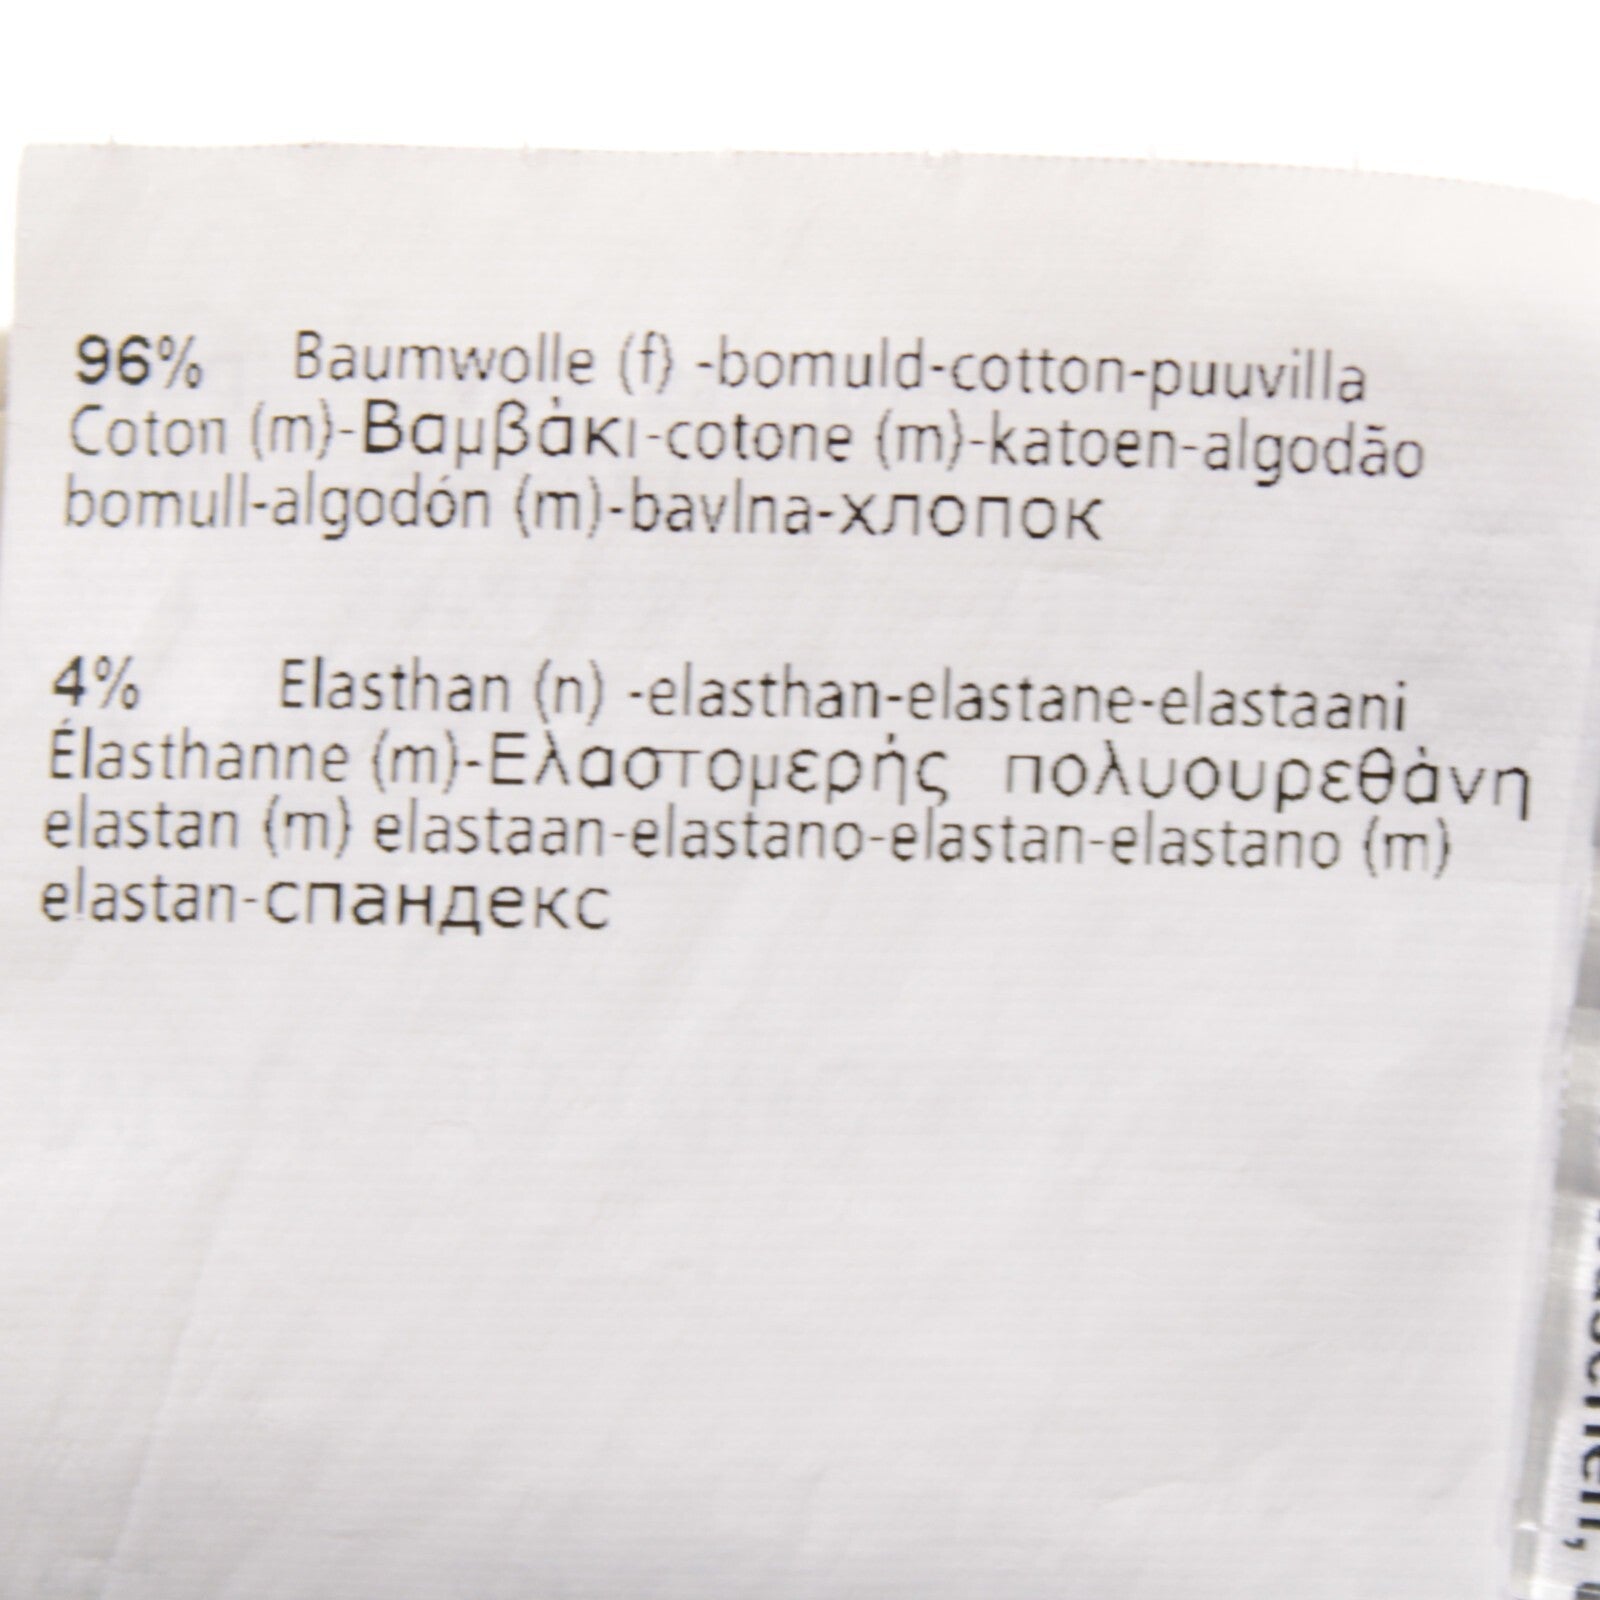 96% Baumwolle (f) -bomuld-cotton-puuvilla
Coton (m)-Βαμβάκι-cotone (m)-katoen-algodão
bomull-algodón (m)-bavlna-хлопок
4% Elasthan (n) -elasthan-elastane-elastaani
Élasthanne (m)-Ελαστομερής πολυουρεθάνη
elastan (m) elastaan-elastano-elastan-elastano (m)
elastan-спандекс